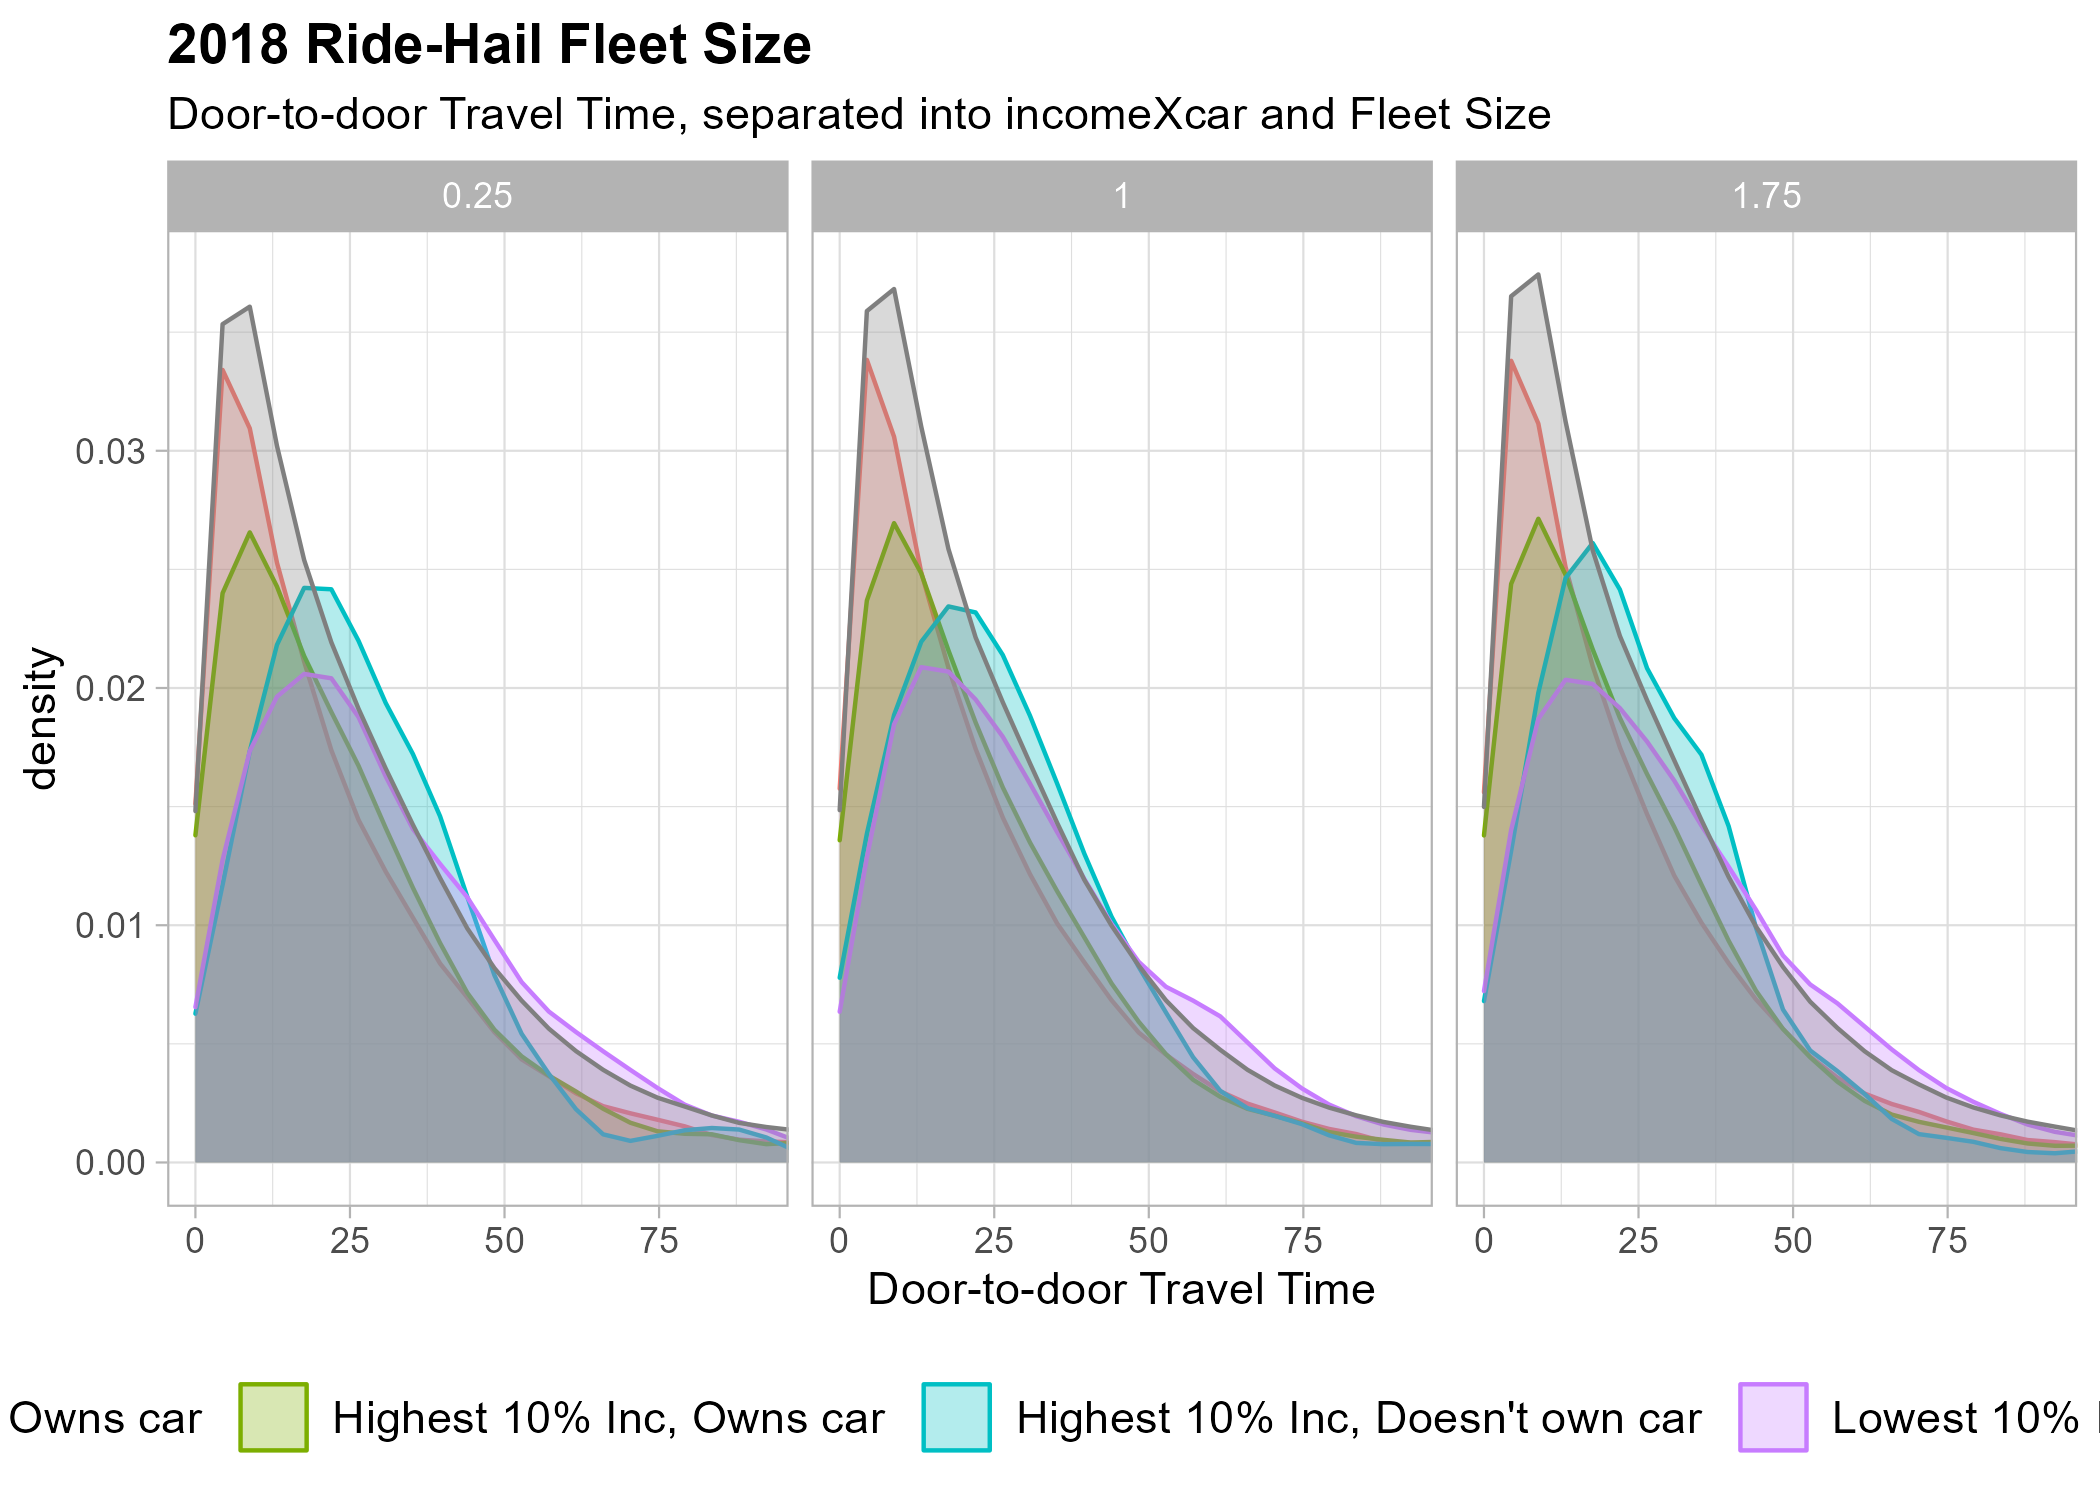 2018 Ride-Hail Fleet Size
Door-to-door Travel Time, separated into incomeXcar and Fleet Size
0.25 1 1.75
0.03
0.02
0.01
0.00
density
0 25 50 75 0 25 50 75 0 25 50 75
Door-to-door Travel Time
Owns car Highest 10% Inc, Owns car Highest 10% Inc, Doesn't own car Lowest 10%